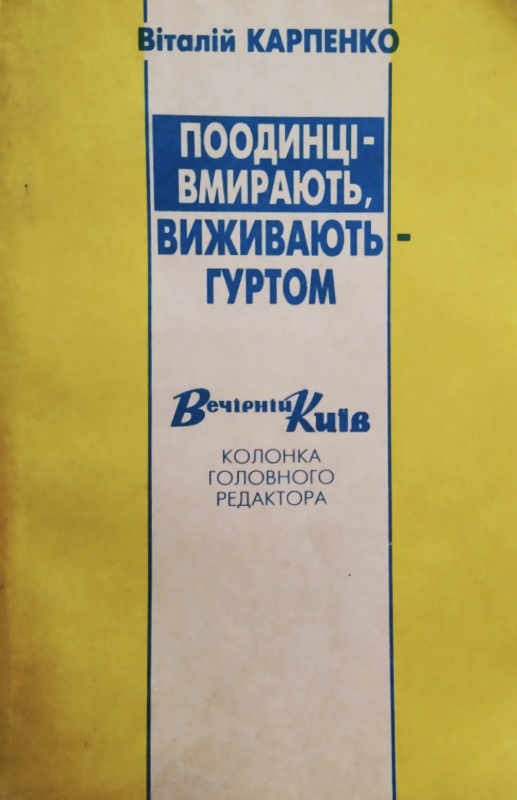 Віталій КАРПЕНКО
ПООДИНЦІ-
ВМИРАЮТЬ,
ВИЖИВАЮТЬ -
ГУРТОМ
Вечірній Київ
КОЛОНКА
ГОЛОВНОГО
РЕДАКТОРА